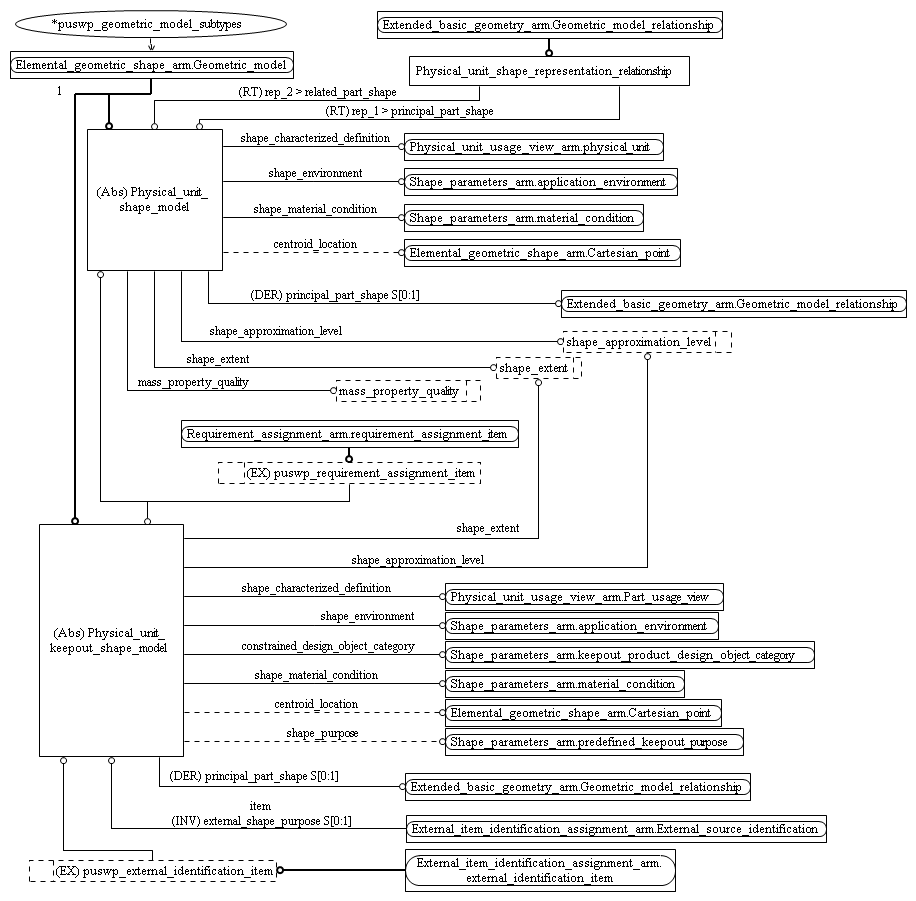 *puswp_geometric_model_subtypes
Extended_basic_geometry_arm.Geometric_model_relationship
Elemental_geometric_shape_arm.Geometric_model
Physical_unit_shape_representation_relationship
1
(RT) rep_2 > related_part_shape
(RT) rep_1 > principal_part_shape
(Abs) Physical_unit_
shape_model
shape_characterized_definition
Physical_unit_usage_view_arm.physical_unit
shape_environment
Shape_parameters_arm.application_environment
shape_material_condition
Shape_parameters_arm.material_condition
centroid_location
Elemental_geometric_shape_arm.Cartesian_point
(DER) principal_part_shape S[0:1]
Extended_basic_geometry_arm.Geometric_model_relationship
shape_approximation_level
shape_approximation_level
shape_extent
shape_extent
mass_property_quality
mass_property_quality
Requirement_assignment_arm.requirement_assignment_item
(EX) puswp_requirement_assignment_item
(Abs) Physical_unit_
keepout_shape_model
shape_extent
shape_approximation_level
shape_characterized_definition
Physical_unit_usage_view_arm.Part_usage_view
shape_environment
Shape_parameters_arm.application_environment
constrained_design_object_category
Shape_parameters_arm.keepout_product_design_object_category
shape_material_condition
Shape_parameters_arm.material_condition
centroid_location
Elemental_geometric_shape_arm.Cartesian_point
shape_purpose
Shape_parameters_arm.predefined_keepout_purpose
(DER) principal_part_shape S[0:1]
Extended_basic_geometry_arm.Geometric_model_relationship
item
(INV) external_shape_purpose S[0:1]
External_item_identification_assignment_arm.External_source_identification
(EX) puswp_external_identification_item
External_item_identification_assignment_arm.
external_identification_item